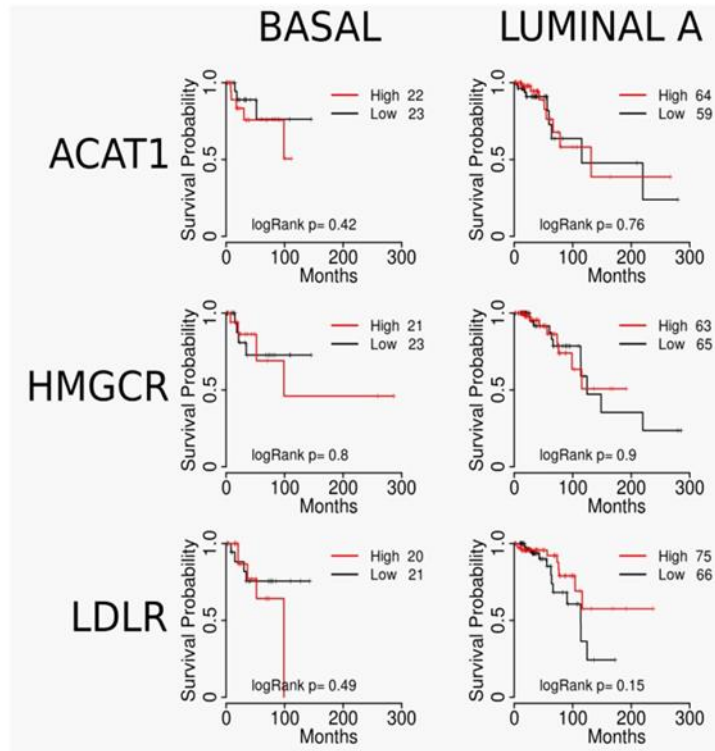 BASAL LUMINAL A
ACAT1
Survival Probability
0 0.5 1.0
High 22
Low 23
logRank p= 0.42
0 100 200 300
Months
Survival Probability
0 0.5 1.0
High 64
Low 59
logRank p= 0.76
0 100 200 300
Months
HMGCR
Survival Probability
0 0.5 1.0
High 21
Low 23
logRank p= 0.8
0 100 200 300
Months
Survival Probability
0 0.5 1.0
High 63
Low 65
logRank p= 0.9
0 100 200 300
Months
LDLR
Survival Probability
0 0.5 1.0
High 20
Low 21
logRank p= 0.49
0 100 200 300
Months
Survival Probability
0 0.5 1.0
High 75
Low 66
logRank p= 0.15
0 100 200 300
Months